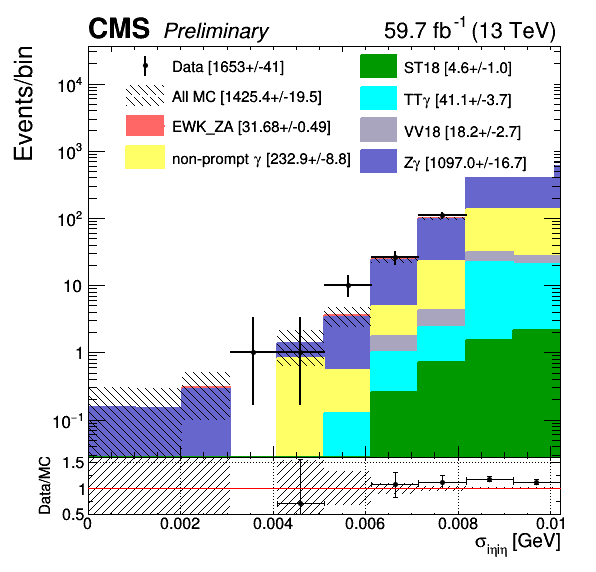 CMS Preliminary 59.7 fb⁻¹ (13 TeV)
Events/bin
Data [1653+/-41]
All MC [1425.4+/-19.5]
EWK_ZA [31.68+/-0.49]
non-prompt γ [232.9+/-8.8]
ST18 [4.6+/-1.0]
TTγ [41.1+/-3.7]
VV18 [18.2+/-2.7]
Zγ [1097.0+/-16.7]
10⁴
10³
10²
10
1
10⁻¹
Data/MC
1.5
1
0.5
0 0.002 0.004 0.006 0.008 0.01
σiηiη [GeV]